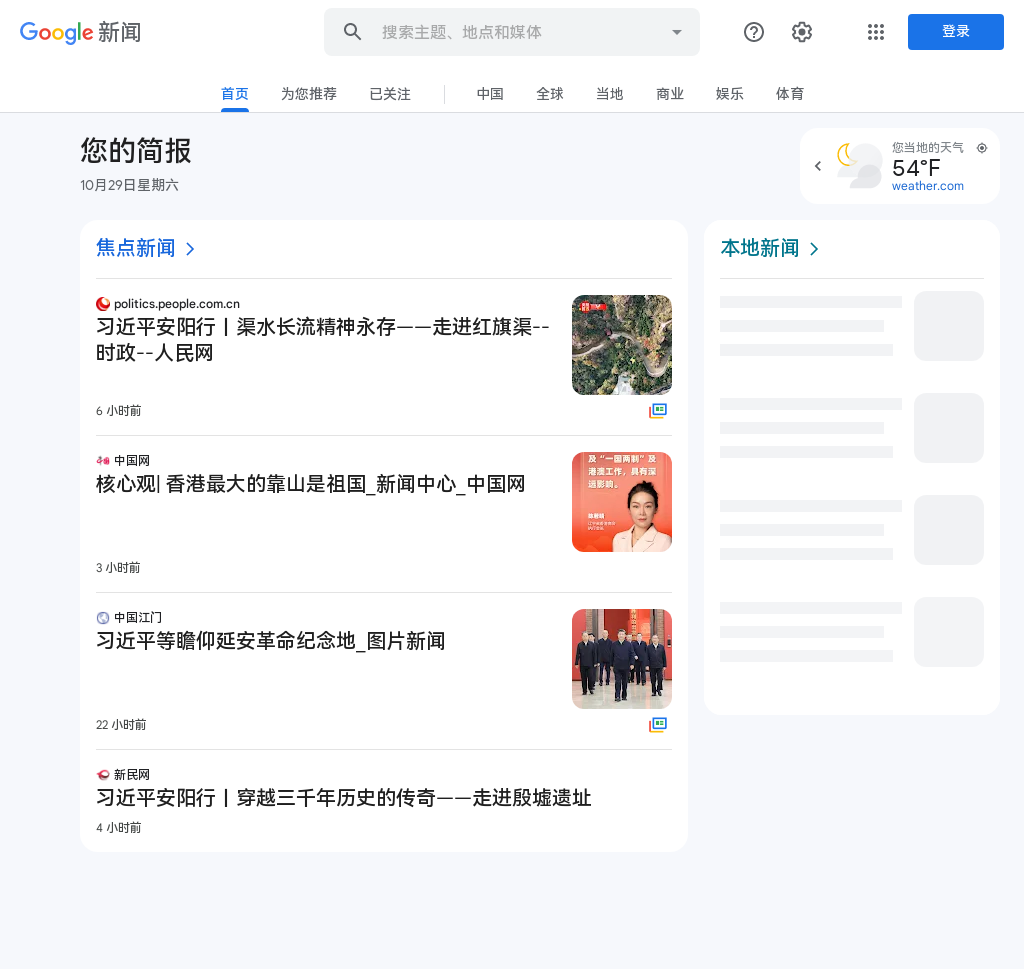 Google 新闻
搜索主题、地点和媒体
登录
首页
为您推荐
已关注
中国
全球
当地
商业
娱乐
体育
您的简报
10月29日星期六
您当地的天气
54°F
weather.com
焦点新闻
politics.people.com.cn
习近平安阳行丨渠水长流精神永存——走进红旗渠--
时政--人民网
6 小时前
中国网
核心观| 香港最大的靠山是祖国_新闻中心_中国网
及“一国两制”及
港澳工作，具有深
远影响。
3 小时前
中国江门
习近平等瞻仰延安革命纪念地_图片新闻
22 小时前
新民网
习近平安阳行丨穿越三千年历史的传奇——走进殷墟遗址
4 小时前
本地新闻